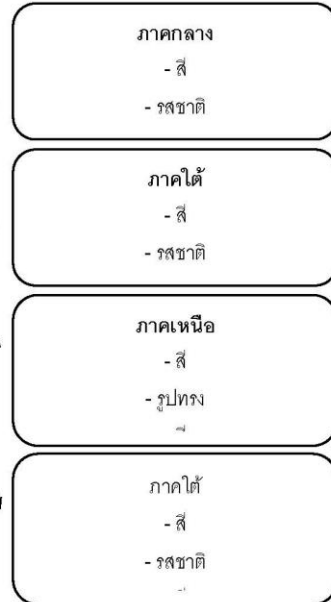 ภาคกลาง
- สี
- รสชาติ
ภาคใต้
- สี
- รสชาติ
ภาคเหนือ
- สี
- รูปทรง
ภาคใต้
- สี
- รสชาติ